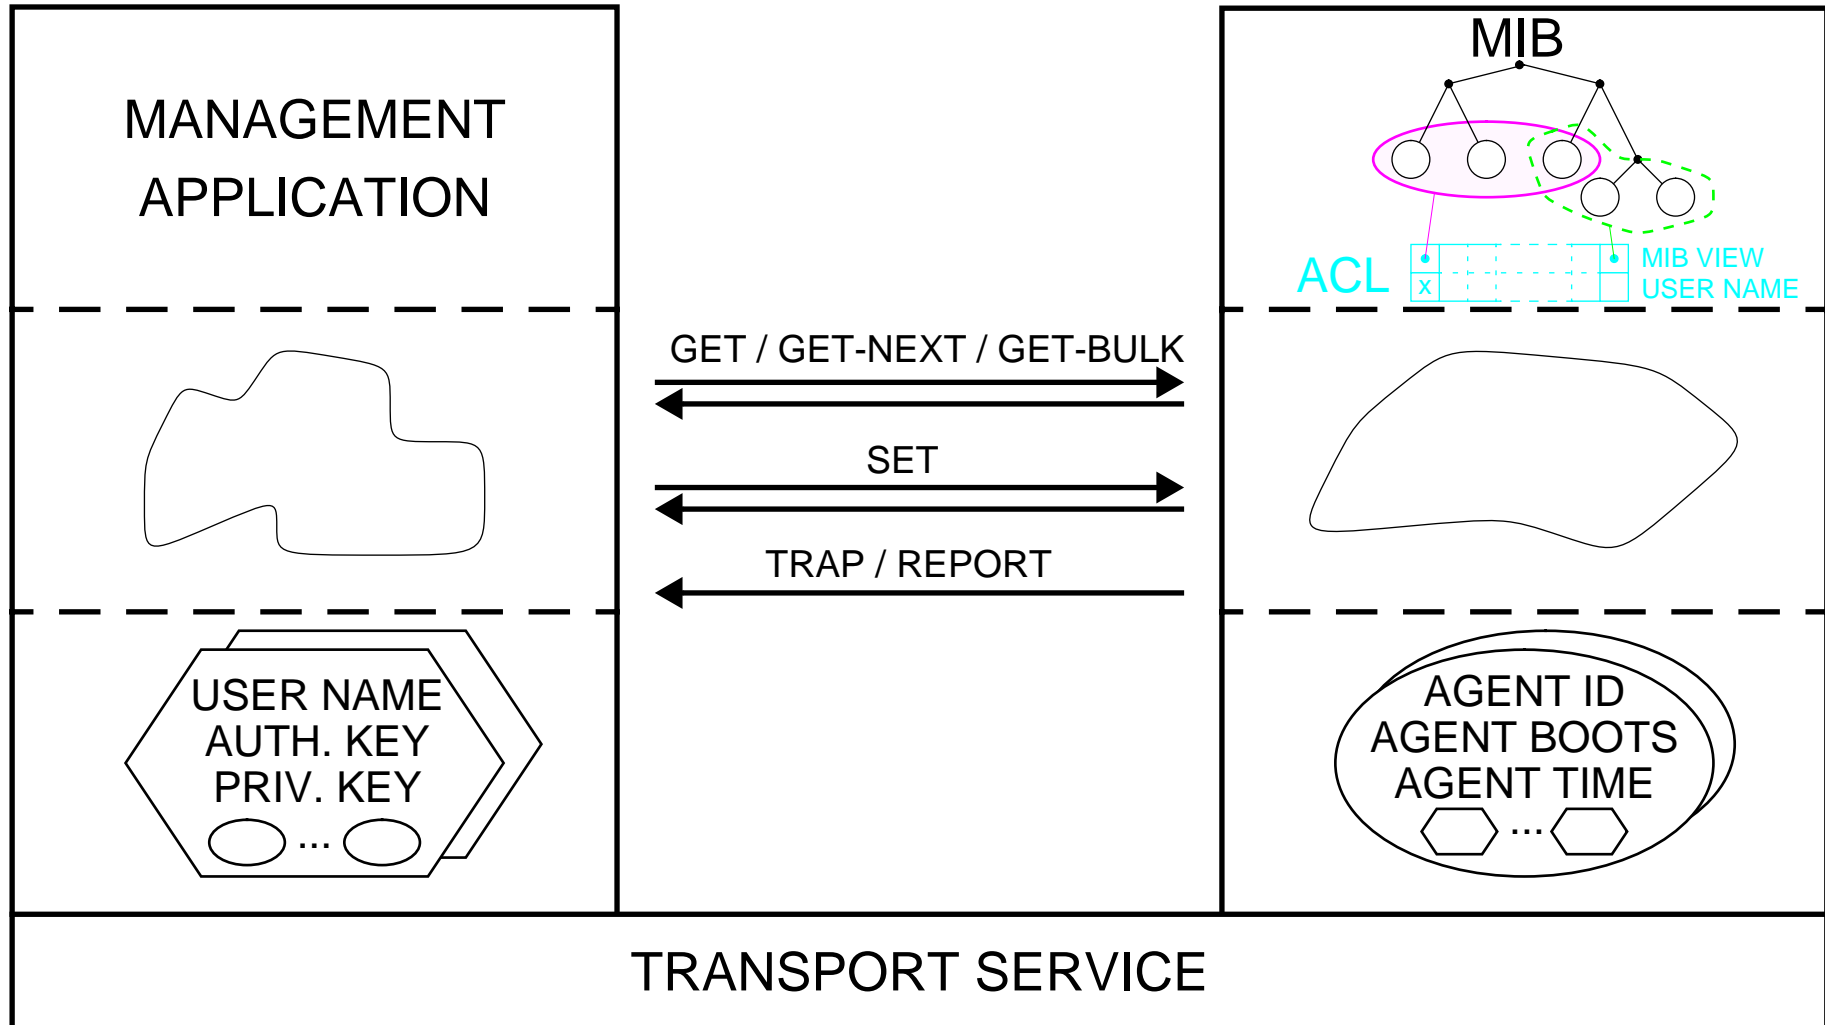 MANAGEMENT
APPLICATION
MIB
ACL
MIB VIEW
x
USER NAME
GET / GET-NEXT / GET-BULK
SET
TRAP / REPORT
USER NAME
AUTH. KEY
PRIV. KEY
...
AGENT ID
AGENT BOOTS
AGENT TIME
...
TRANSPORT SERVICE